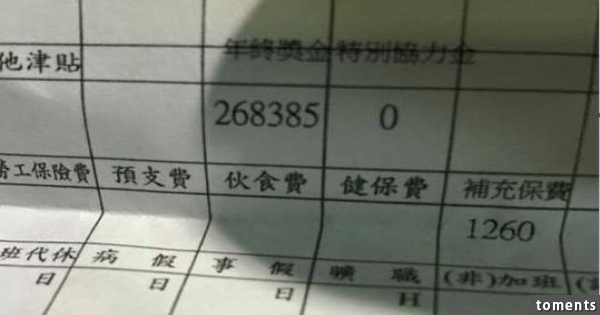 他津貼 年終獎金 特別協力金
268385 0
勞工保險費 預支費 伙食費 健保費 補充保費
1260
班代休 病假 事假 曠職 (非)加班
日 日 日 日
toments